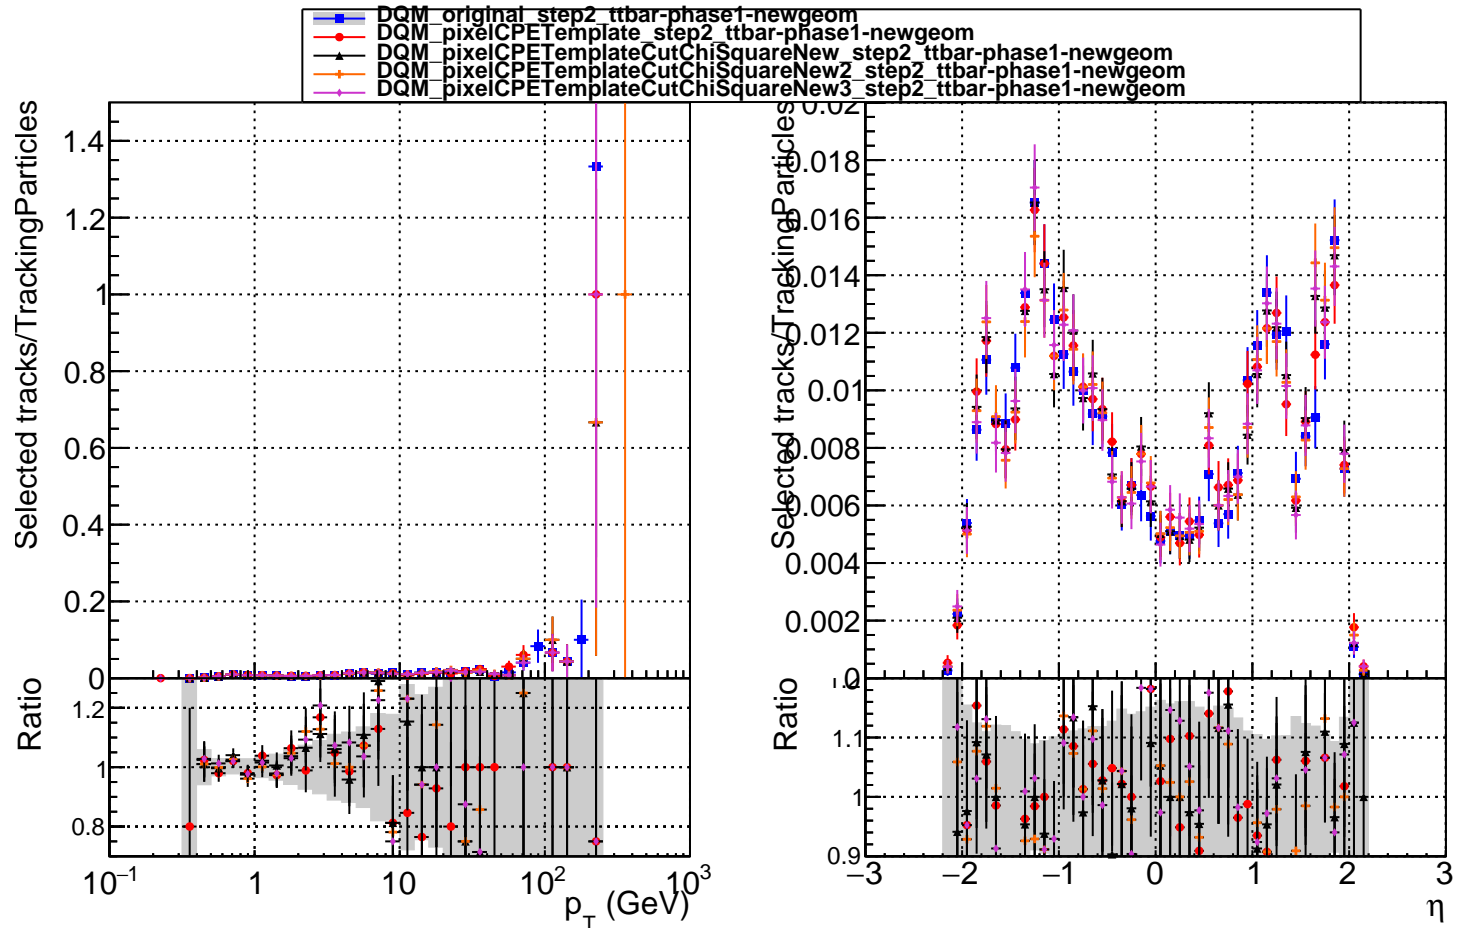 DQM_original_step2_ttbar-phase1-newgeom
DQM_pixelCPETemplate_step2_ttbar-phase1-newgeom
DQM_pixelCPETemplateCutChiSquareNew_step2_ttbar-phase1-newgeom
DQM_pixelCPETemplateCutChiSquareNew2_step2_ttbar-phase1-newgeom
DQM_pixelCPETemplateCutChiSquareNew3_step2_ttbar-phase1-newgeom
Selected tracks/TrackingParticles
1.4
1.2
1
0.8
0.6
0.4
0.2
0
Ratio
1.2
1
0.8
10⁻¹ 1 10 10² 10³
p_T (GeV)
Selected tracks/TrackingParticles
0.02
0.018
0.016
0.014
0.012
0.01
0.008
0.006
0.004
0.002
0
Ratio
1.2
1.1
1
0.9
−3 −2 −1 0 1 2 3
η